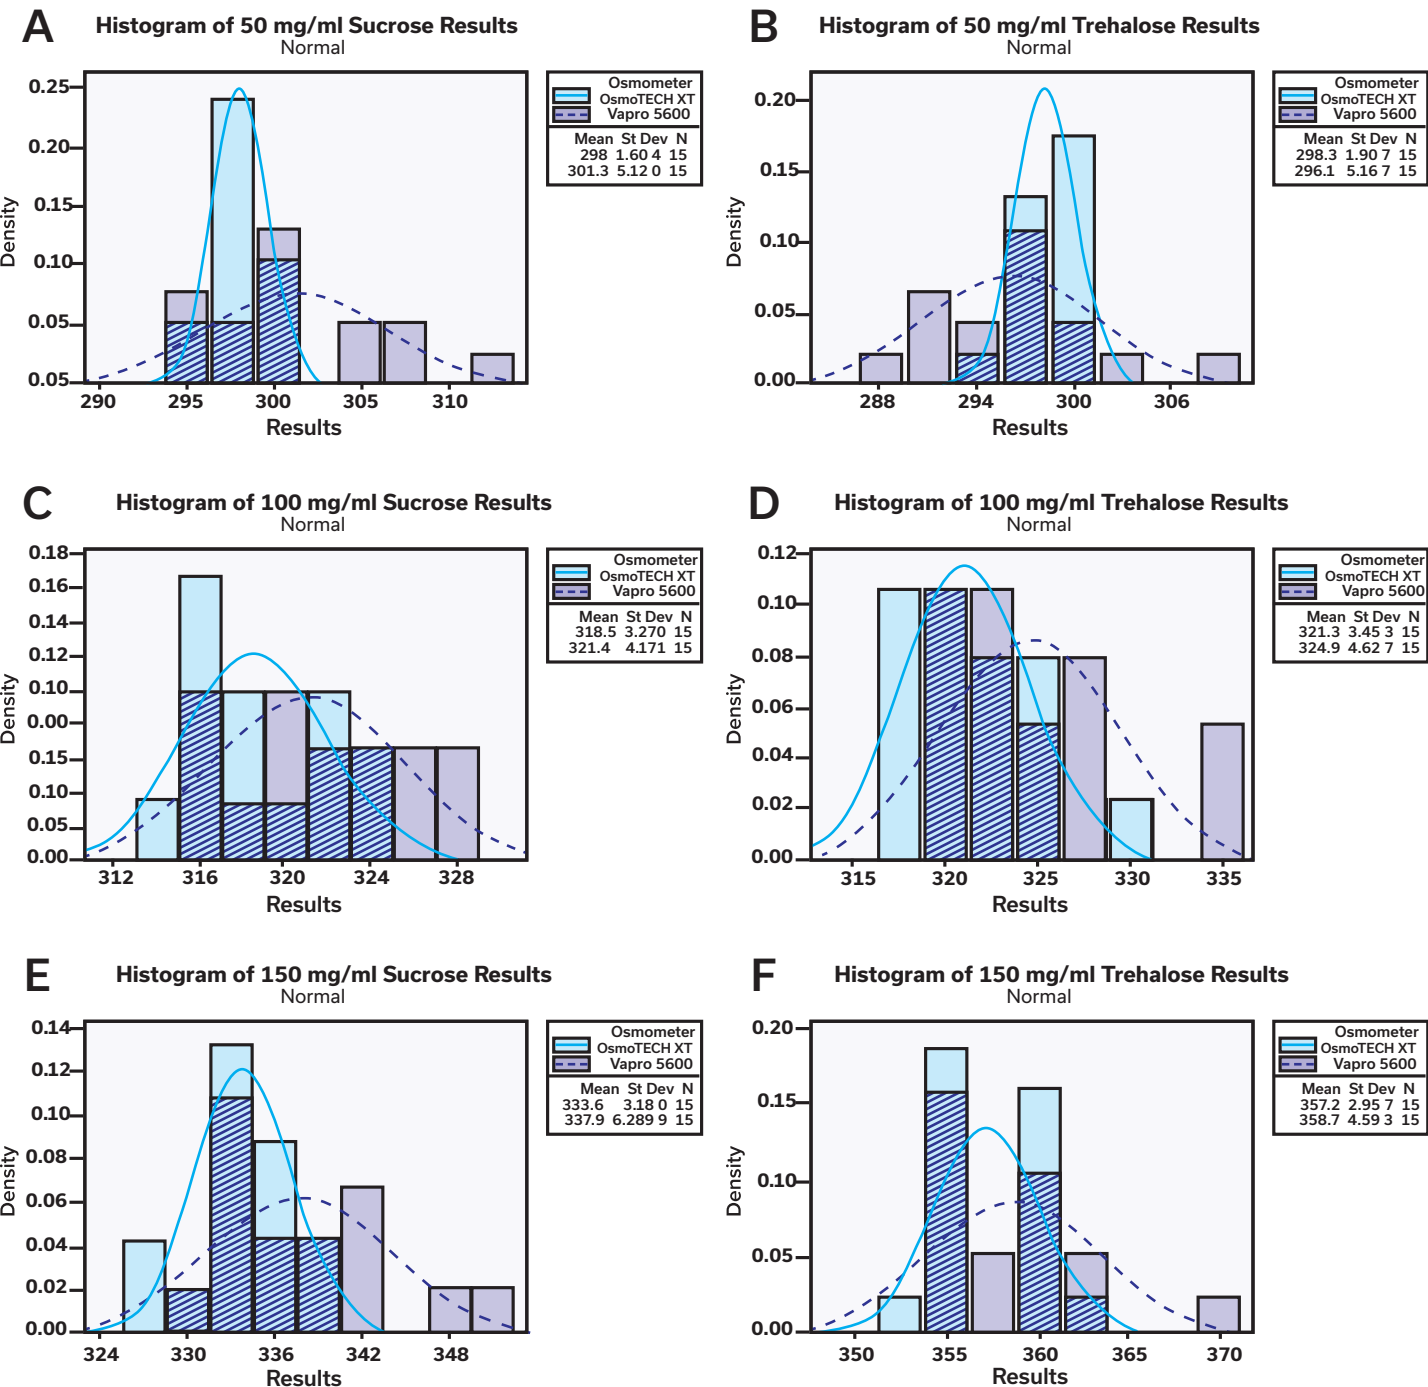 A
Histogram of 50 mg/ml Sucrose Results
Normal
Density
0.25
0.20
0.15
0.10
0.05
0.05
290 295 300 305 310
Results
Osmometer
OsmoTECH XT
Vapro 5600
Mean St Dev N
298 1.60 4 15
301.3 5.12 0 15
B
Histogram of 50 mg/ml Trehalose Results
Normal
Density
0.20
0.15
0.10
0.05
0.00
288 294 300 306
Results
Osmometer
OsmoTECH XT
Vapro 5600
Mean St Dev N
298.3 1.90 7 15
296.1 5.16 7 15
C
Histogram of 100 mg/ml Sucrose Results
Normal
Density
0.18
0.16
0.14
0.12
0.10
0.00
0.15
0.10
0.05
0.00
312 316 320 324 328
Results
Osmometer
OsmoTECH XT
Vapro 5600
Mean St Dev N
318.5 3.270 15
321.4 4.171 15
D
Histogram of 100 mg/ml Trehalose Results
Normal
Density
0.12
0.10
0.08
0.06
0.04
0.02
0.00
315 320 325 330 335
Results
Osmometer
OsmoTECH XT
Vapro 5600
Mean St Dev N
321.3 3.45 3 15
324.9 4.62 7 15
E
Histogram of 150 mg/ml Sucrose Results
Normal
Density
0.14
0.12
0.10
0.08
0.06
0.04
0.02
0.00
324 330 336 342 348
Results
Osmometer
OsmoTECH XT
Vapro 5600
Mean St Dev N
333.6 3.18 0 15
337.9 6.289 9 15
F
Histogram of 150 mg/ml Trehalose Results
Normal
Density
0.20
0.15
0.10
0.05
0.00
350 355 360 365 370
Results
Osmometer
OsmoTECH XT
Vapro 5600
Mean St Dev N
357.2 2.95 7 15
358.7 4.59 3 15